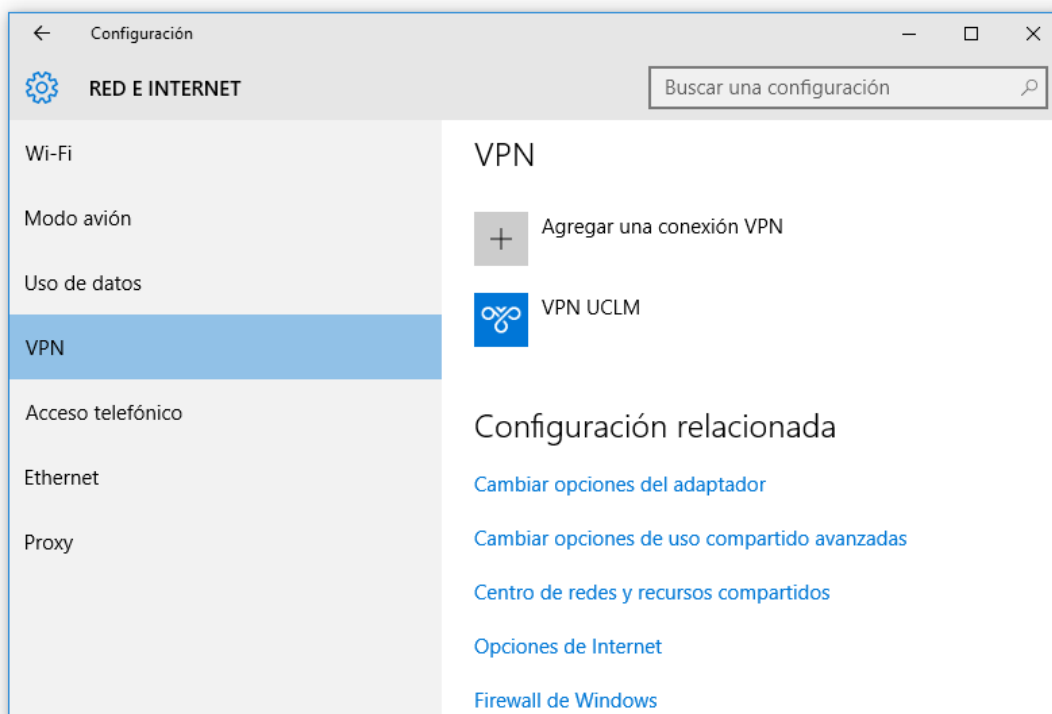 Configuración
RED E INTERNET
Buscar una configuración
Wi-Fi
Modo avión
Uso de datos
VPN
Acceso telefónico
Ethernet
Proxy
VPN
Agregar una conexión VPN
VPN UCLM
Configuración relacionada
Cambiar opciones del adaptador
Cambiar opciones de uso compartido avanzadas
Centro de redes y recursos compartidos
Opciones de Internet
Firewall de Windows